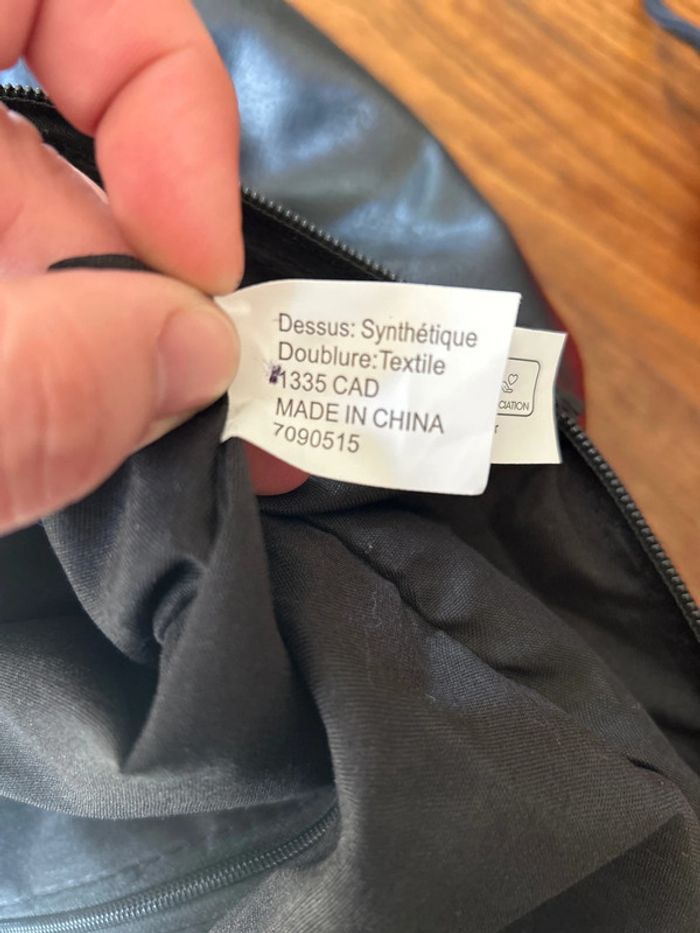 Dessus: Synthétique
Doublure:Textile
1335 CAD
MADE IN CHINA
7090515